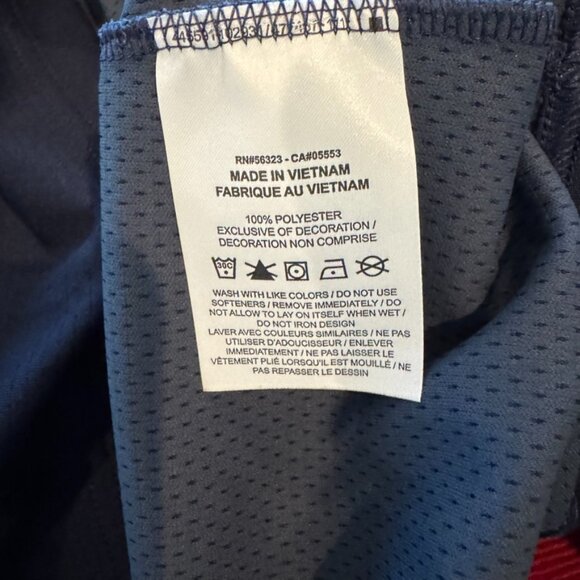 RN#56323 - CA#05553
MADE IN VIETNAM
FABRIQUE AU VIETNAM
100% POLYESTER
EXCLUSIVE OF DECORATION /
DECORATION NON COMPRISE
30C
WASH WITH LIKE COLORS / DO NOT USE
SOFTENERS / REMOVE IMMEDIATELY / DO
NOT ALLOW TO LAY ON ITSELF WHEN WET /
DO NOT IRON DESIGN
LAVER AVEC COULEURS SIMILAIRES / NE PAS
UTILISER D'ADOUCISSEUR / ENLEVER
IMMEDIATEMENT / NE PAS LAISSER LE
VÊTEMENT PLIÉ LORSQU'IL EST MOUILLÉ / NE
PAS REPASSER LE DESSIN